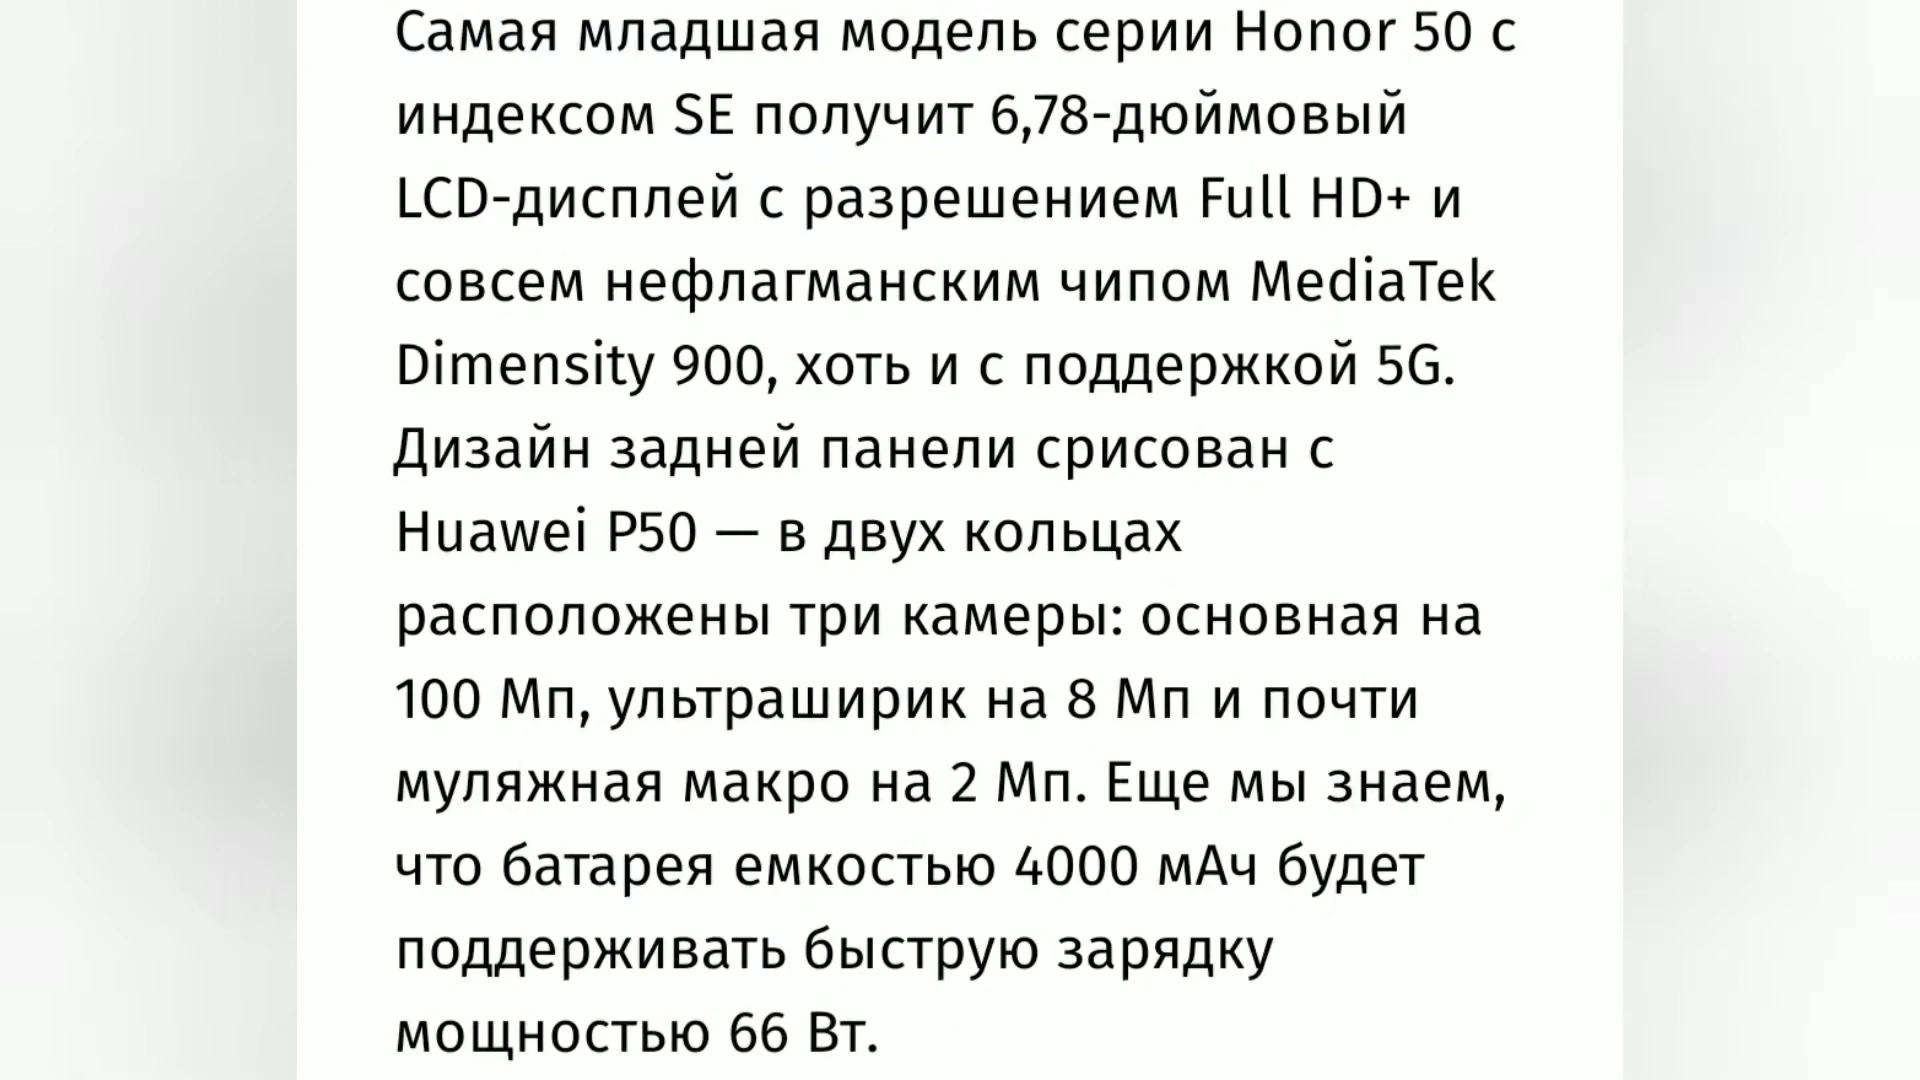 Самая младшая модель серии Honor 50 с
индексом SE получит 6,78-дюймовый
LCD-дисплей с разрешением Full HD+ и
совсем нефлагманским чипом MediaTek
Dimensity 900, хоть и с поддержкой 5G.
Дизайн задней панели срисован с
Huawei P50 — в двух кольцах
расположены три камеры: основная на
100 Мп, ультраширик на 8 Мп и почти
муляжная макро на 2 Мп. Еще мы знаем,
что батарея емкостью 4000 мАч будет
поддерживать быструю зарядку
мощностью 66 Вт.